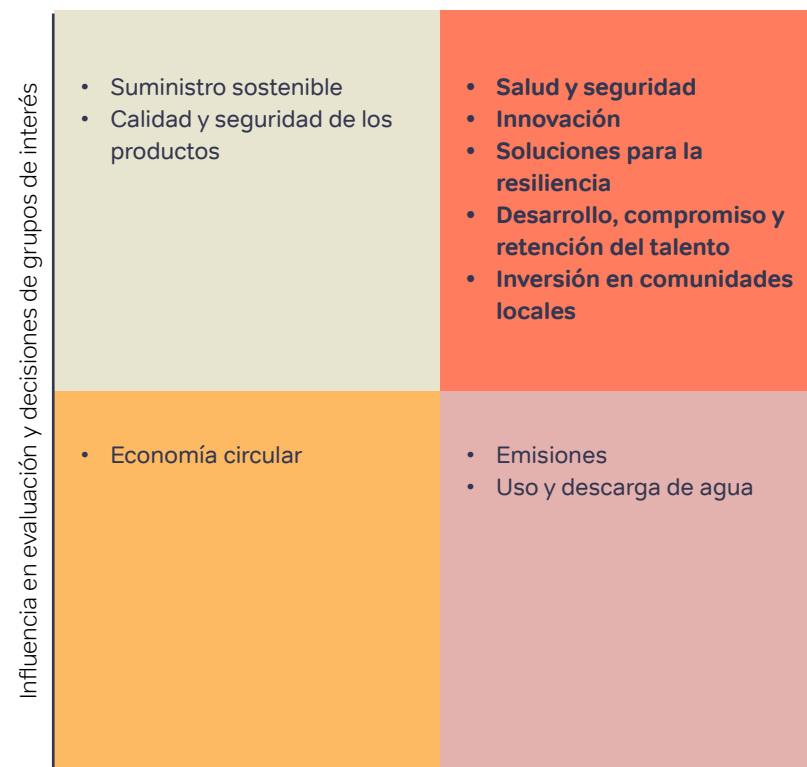 Influencia en evaluación y decisiones de grupos de interés
• Suministro sostenible
• Calidad y seguridad de los
productos
• Salud y seguridad
• Innovación
• Soluciones para la
resiliencia
• Desarrollo, compromiso y
retención del talento
• Inversión en comunidades
locales
• Economía circular
• Emisiones
• Uso y descarga de agua